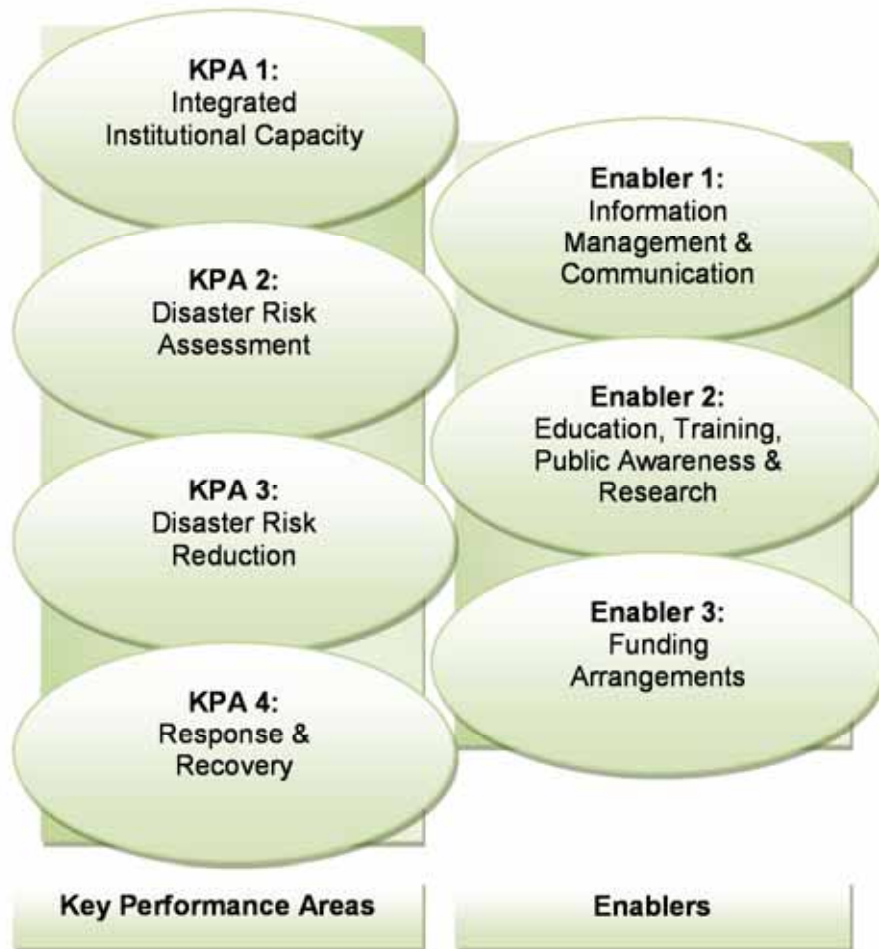 KPA 1:
Integrated
Institutional Capacity
KPA 2:
Disaster Risk
Assessment
KPA 3:
Disaster Risk
Reduction
KPA 4:
Response &
Recovery
Key Performance Areas
Enabler 1:
Information
Management &
Communication
Enabler 2:
Education, Training,
Public Awareness &
Research
Enabler 3:
Funding
Arrangements
Enablers